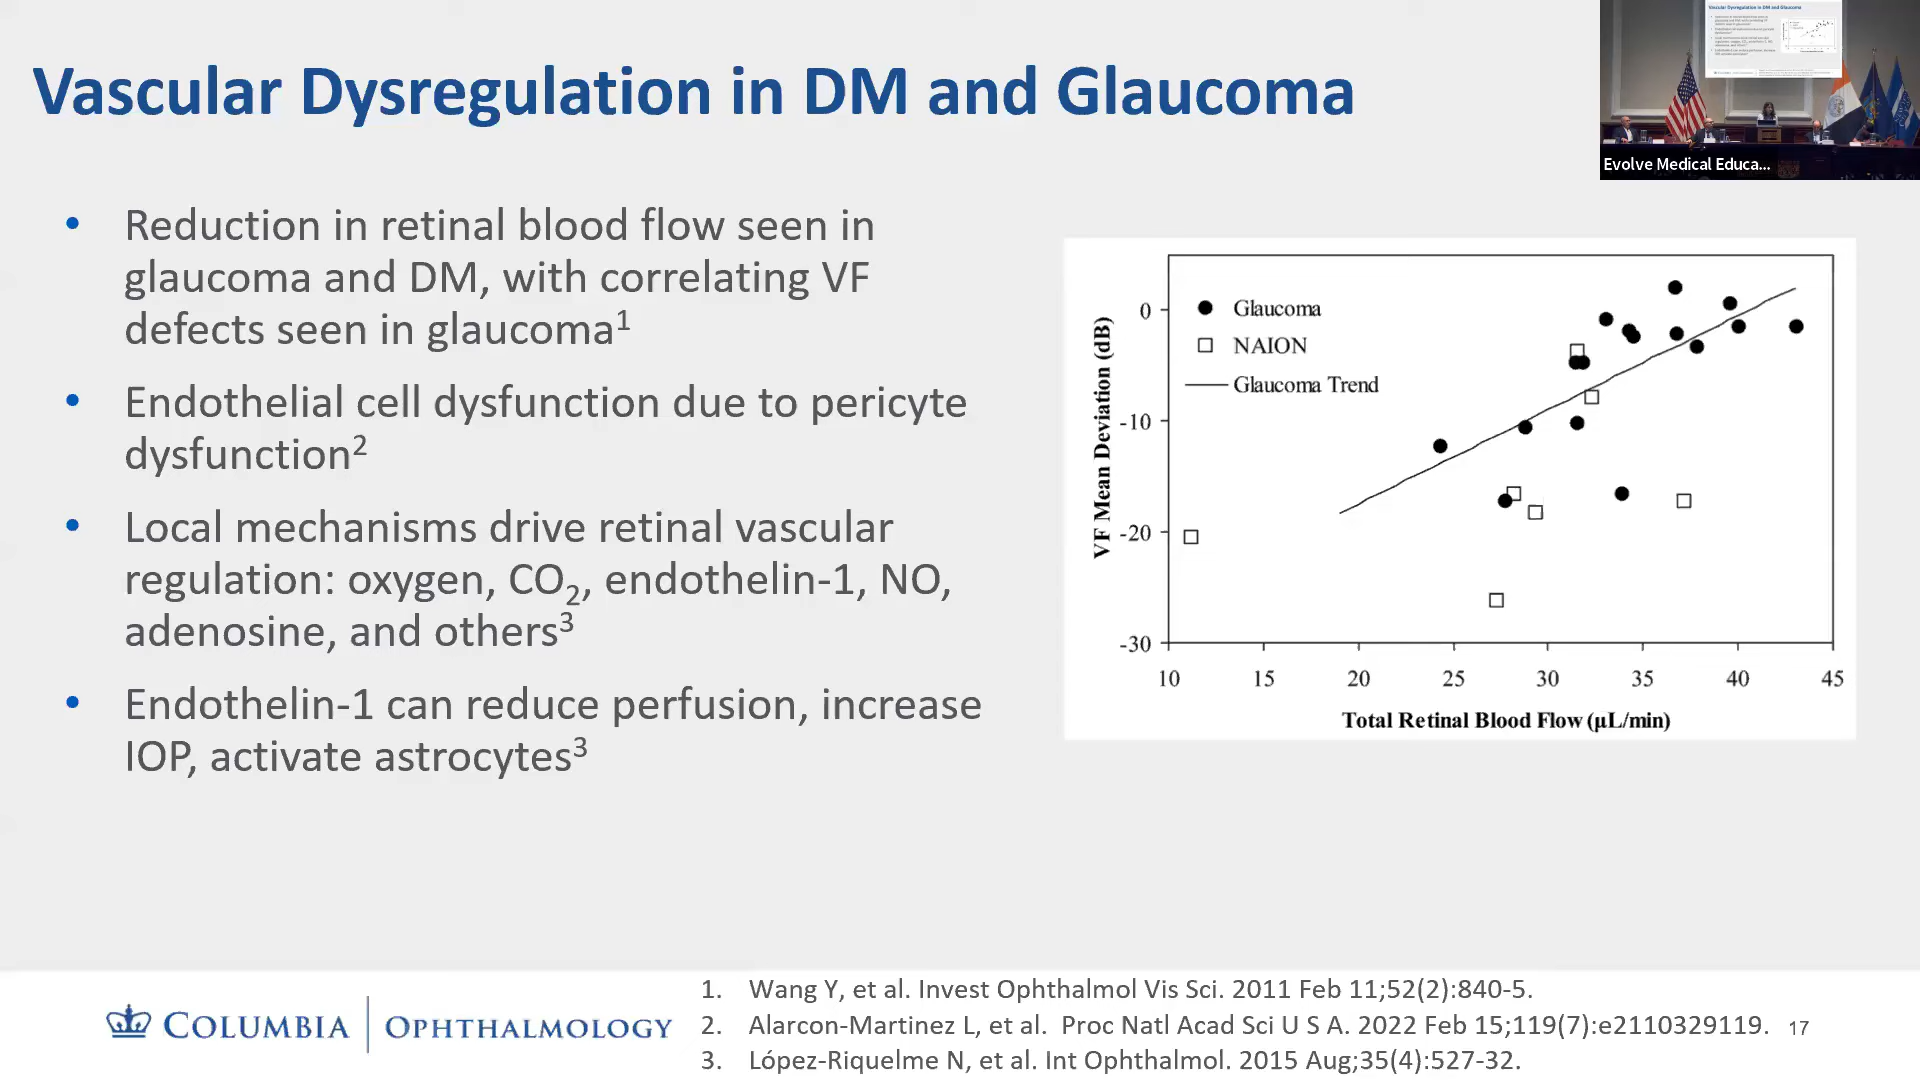 Vascular Dysregulation in DM and Glaucoma
Evolve Medical Educa...
• Reduction in retinal blood flow seen in
glaucoma and DM, with correlating VF
defects seen in glaucoma¹
• Endothelial cell dysfunction due to pericyte
dysfunction²
• Local mechanisms drive retinal vascular
regulation: oxygen, CO₂, endothelin-1, NO,
adenosine, and others³
• Endothelin-1 can reduce perfusion, increase
IOP, activate astrocytes³
Glaucoma
NAION
Glaucoma Trend
VF Mean Deviation (dB)
0
-10
-20
-30
10 15 20 25 30 35 40 45
Total Retinal Blood Flow (µL/min)
COLUMBIA | OPHTHALMOLOGY
1. Wang Y, et al. Invest Ophthalmol Vis Sci. 2011 Feb 11;52(2):840-5.
2. Alarcon-Martinez L, et al. Proc Natl Acad Sci U S A. 2022 Feb 15;119(7):e2110329119.
3. López-Riquelme N, et al. Int Ophthalmol. 2015 Aug;35(4):527-32.
17